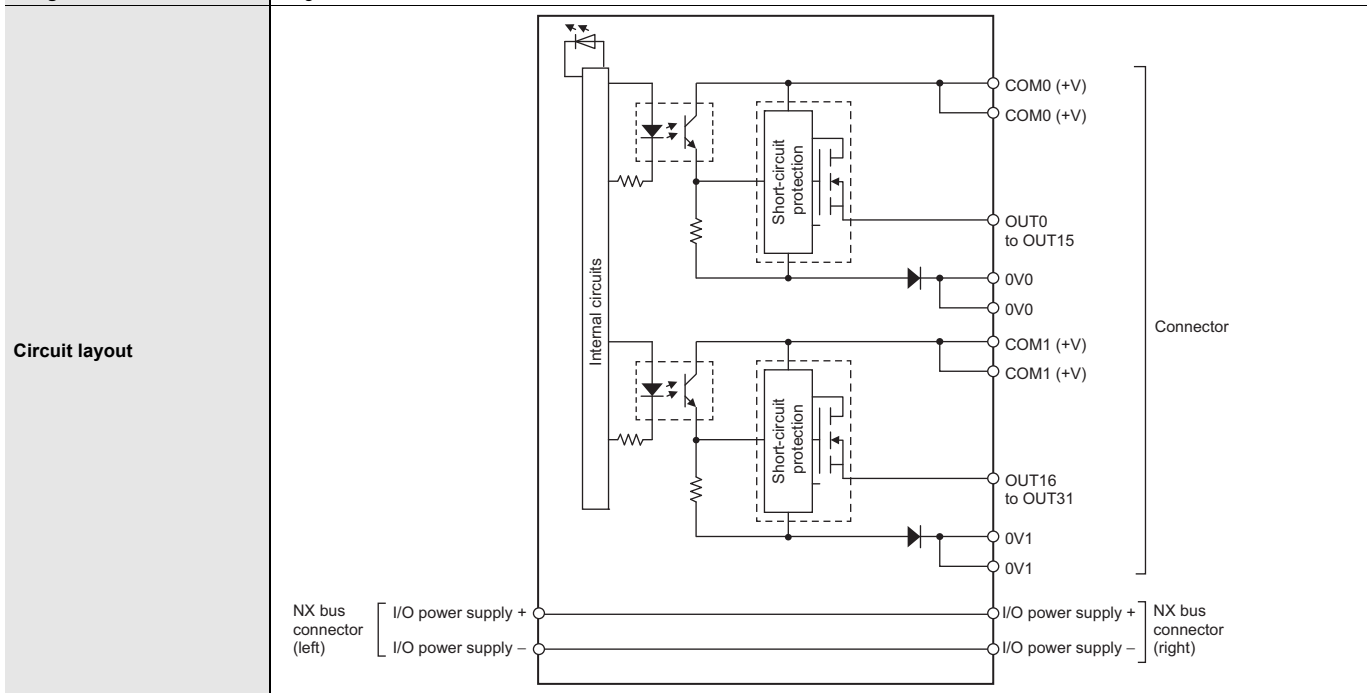 Circuit layout
Internal circuits
Short-circuit
protection
COM0 (+V)
COM0 (+V)
OUT0
to OUT15
0V0
0V0
Short-circuit
protection
COM1 (+V)
COM1 (+V)
OUT16
to OUT31
0V1
0V1
Connector
NX bus
connector
(left)
I/O power supply +
I/O power supply –
I/O power supply +
I/O power supply –
NX bus
connector
(right)